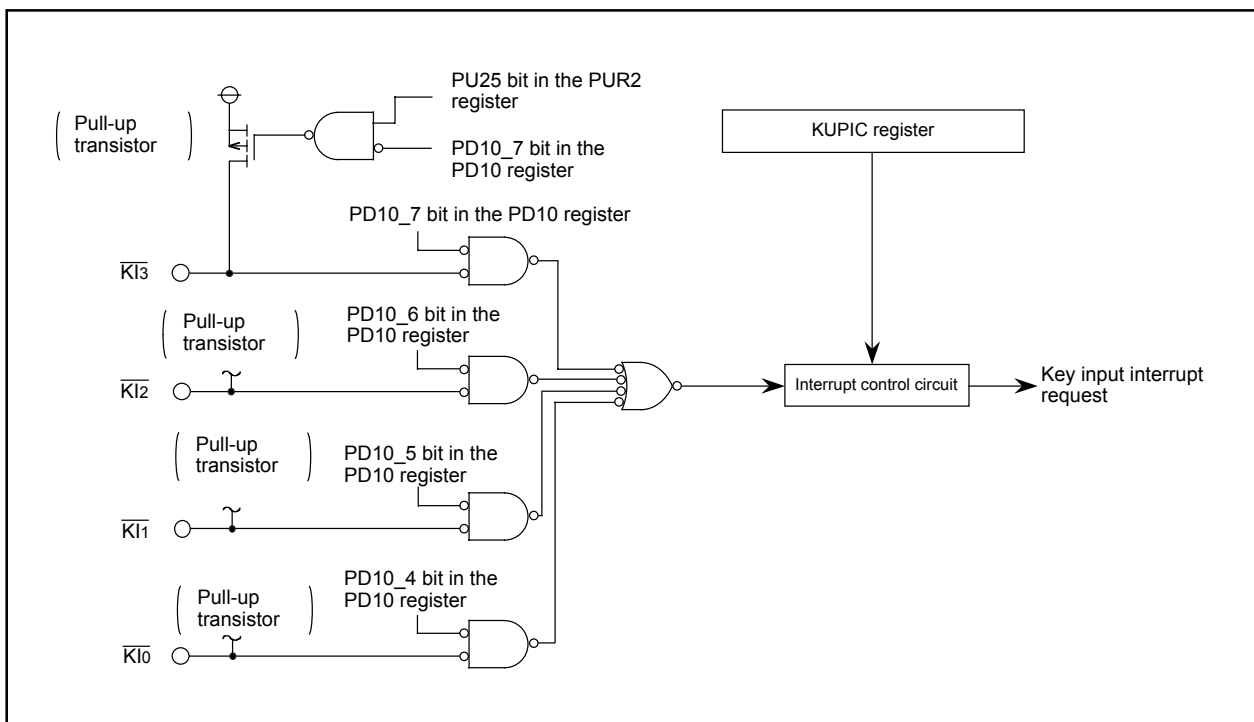 PU25 bit in the PUR2
register
Pull-up
transistor
PD10_7 bit in the
PD10 register
KUPIC register
PD10_7 bit in the PD10 register
KI3
PD10_6 bit in the
PD10 register
Pull-up
transistor
KI2
Interrupt control circuit
Key input interrupt
request
Pull-up
transistor
PD10_5 bit in the
PD10 register
KI1
PD10_4 bit in the
PD10 register
Pull-up
transistor
KI0